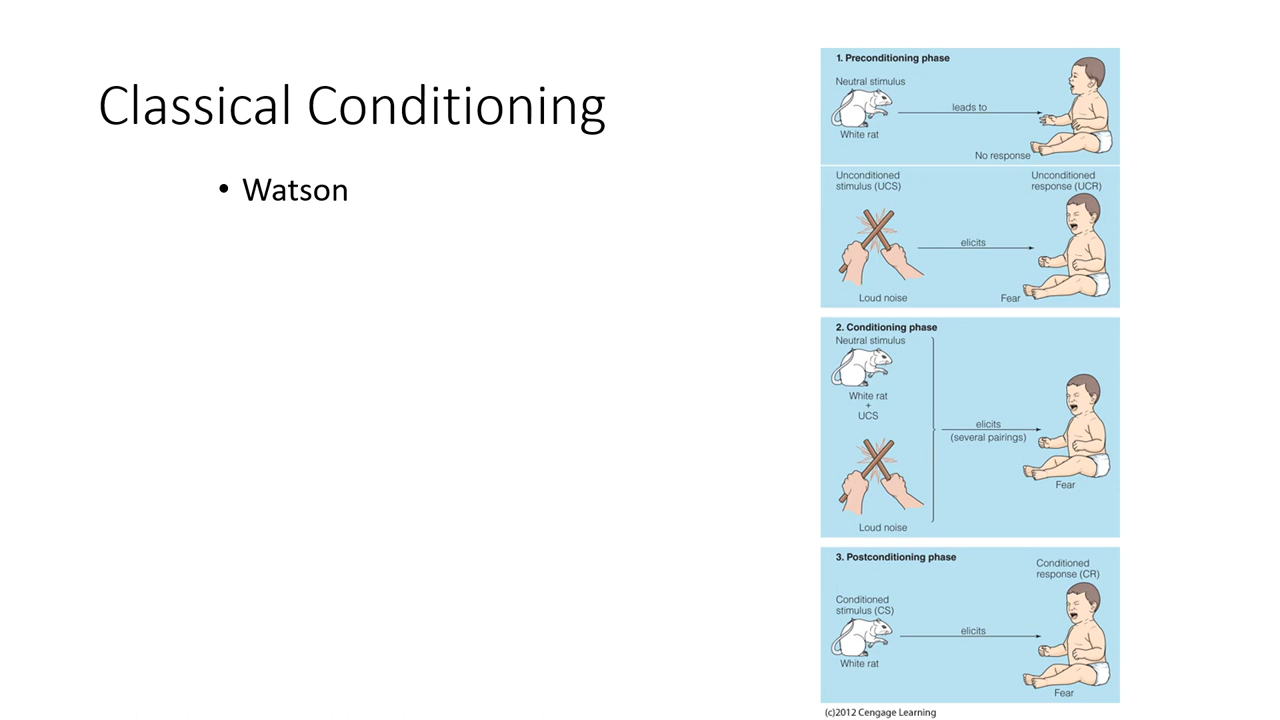 Classical Conditioning
• Watson
1. Preconditioning phase
Neutral stimulus
leads to
White rat
No response
Unconditioned
stimulus (UCS)
Unconditioned
response (UCR)
elicits
Loud noise
Fear
2. Conditioning phase
Neutral stimulus
White rat
+
UCS
elicits
(several pairings)
Fear
Loud noise
3. Postconditioning phase
Conditioned
response (CR)
Conditioned
stimulus (CS)
elicits
White rat
Fear
(c)2012 Cengage Learning